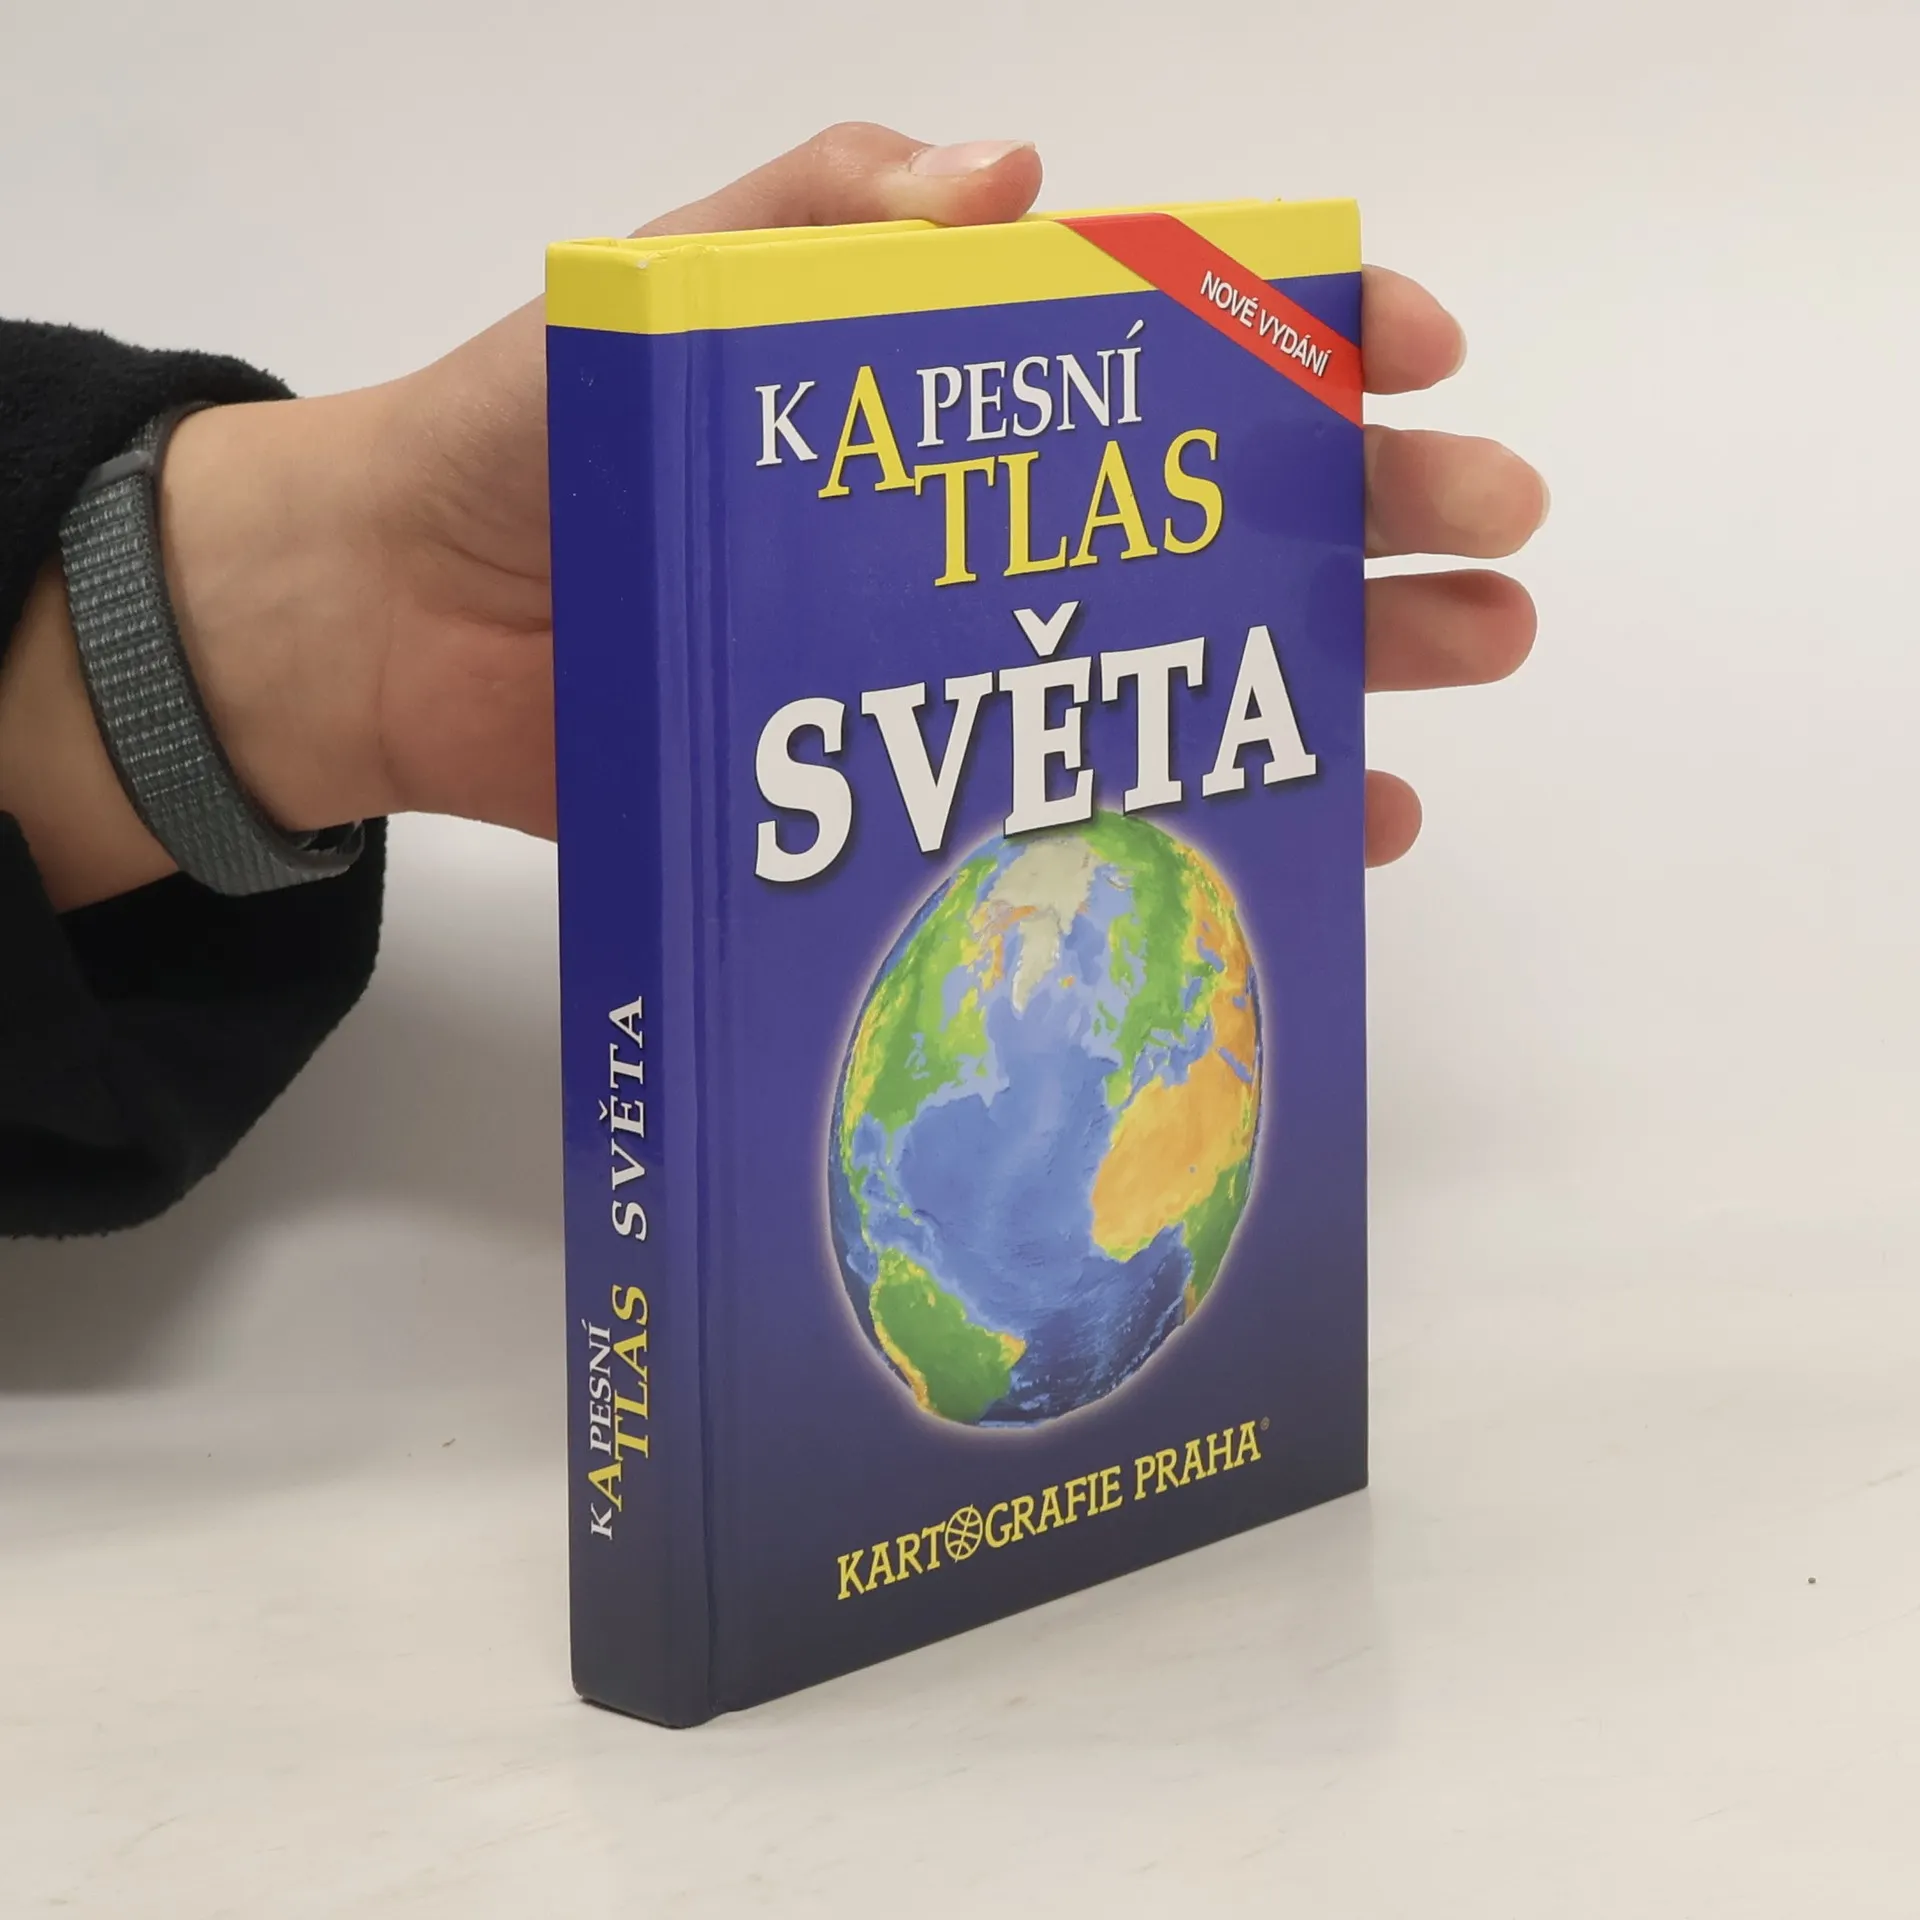 NOVÉ VYDÁNÍ
KAPESNÍ
ATLAS
SVĚTA
KARTOGRAFIE PRAHA®
KAPESNÍ
ATLAS SVĚTA